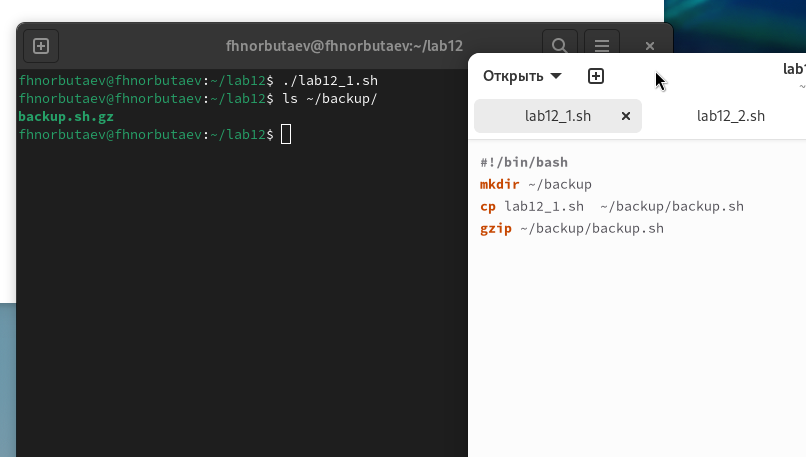 fhnorbutaev@fhnorbutaev:~/lab12
fhnorbutaev@fhnorbutaev:~/lab12$ ./lab12_1.sh
fhnorbutaev@fhnorbutaev:~/lab12$ ls ~/backup/
backup.sh.gz
fhnorbutaev@fhnorbutaev:~/lab12$
Открыть
lab12_1.sh
lab12_2.sh
#!/bin/bash
mkdir ~/backup
cp lab12_1.sh  ~/backup/backup.sh
gzip ~/backup/backup.sh